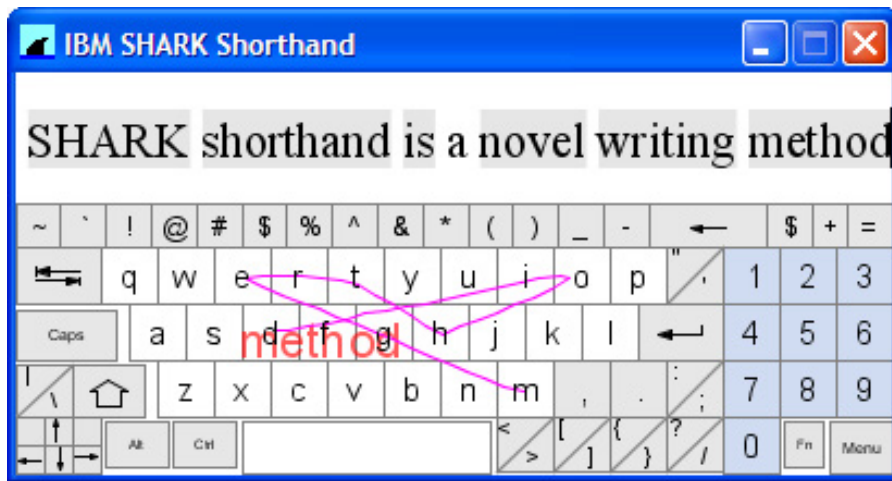 IBM SHARK Shorthand
SHARK shorthand is a novel writing method
~ ` ! @ # $ % ^ & * ( ) _ - ← $ + =
q w e r t y u i o p " ' 1 2 3
Caps a s d f g h j k l 4 5 6
method
| \ z x c v b n m , . : ; 7 8 9
Alt Ctrl < > [ ] { } ? / 0 Fn Menu